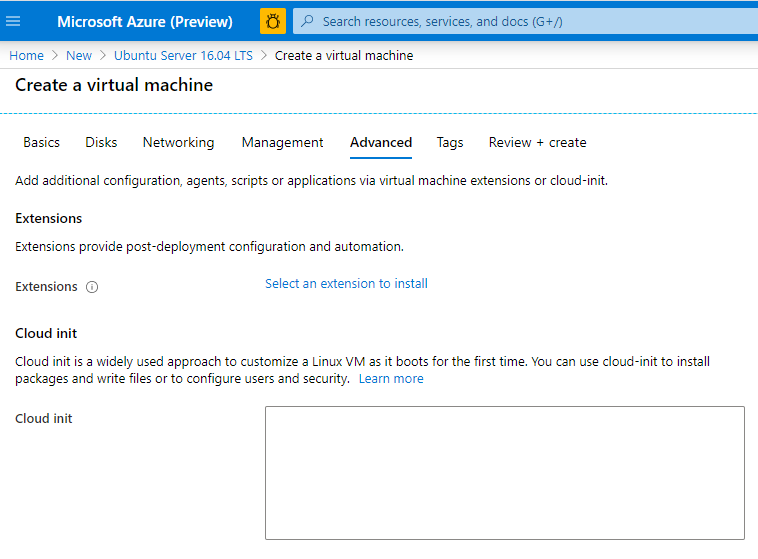 Microsoft Azure (Preview)
Search resources, services, and docs (G+/)
Home > New > Ubuntu Server 16.04 LTS > Create a virtual machine
Create a virtual machine
Basics Disks Networking Management Advanced Tags Review + create
Add additional configuration, agents, scripts or applications via virtual machine extensions or cloud-init.
Extensions
Extensions provide post-deployment configuration and automation.
Extensions Select an extension to install
Cloud init
Cloud init is a widely used approach to customize a Linux VM as it boots for the first time. You can use cloud-init to install
packages and write files or to configure users and security. Learn more
Cloud init